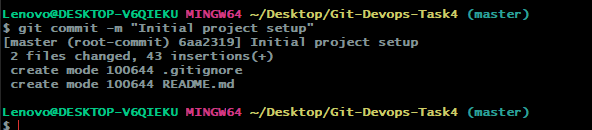 Lenovo@DESKTOP-V6QIEKU MINGW64 ~/Desktop/Git-Devops-Task4 (master)
$ git commit -m "Initial project setup"
[master (root-commit) 6aa2319] Initial project setup
 2 files changed, 43 insertions(+)
 create mode 100644 .gitignore
 create mode 100644 README.md
Lenovo@DESKTOP-V6QIEKU MINGW64 ~/Desktop/Git-Devops-Task4 (master)
$